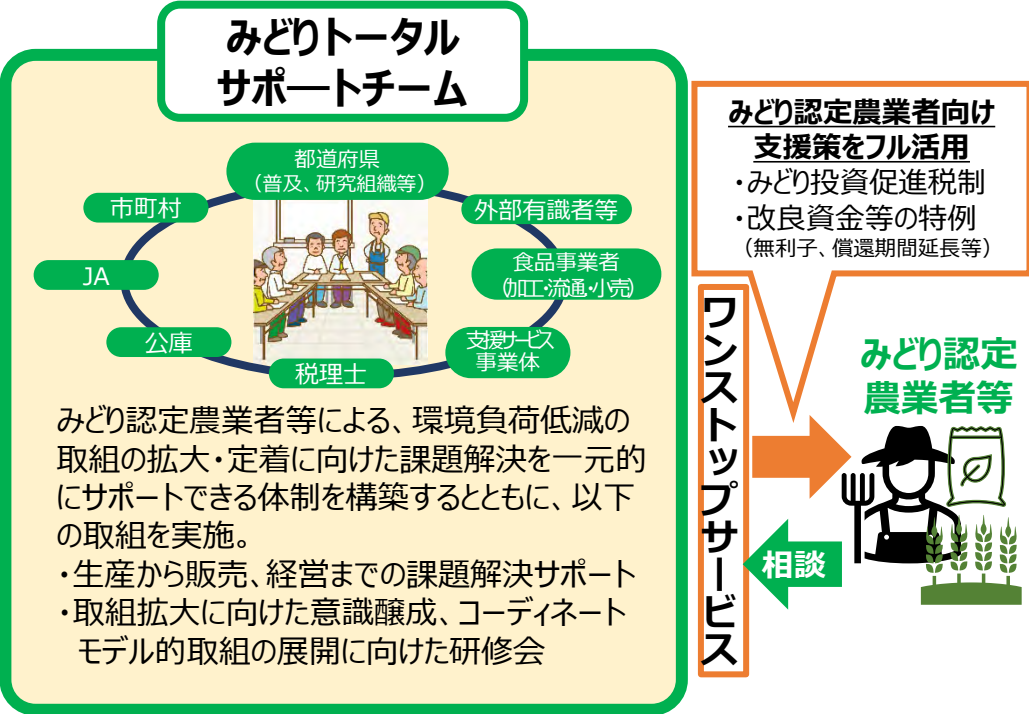 みどりトータル
サポートチーム
都道府県
（普及、研究組織等）
市町村
外部有識者等
JA
食品事業者
（加工・流通・小売）
公庫
支援サービス
事業体
税理士
みどり認定農業者等による、環境負荷低減の
取組の拡大・定着に向けた課題解決を一元的
にサポートできる体制を構築するとともに、以下
の取組を実施。
・生産から販売、経営までの課題解決サポート
・取組拡大に向けた意識醸成、コーディネート
モデル的取組の展開に向けた研修会
みどり認定農業者向け
支援策をフル活用
・みどり投資促進税制
・改良資金等の特例
（無利子、償還期間延長等）
ワンストップサービス
みどり認定
農業者等
相談